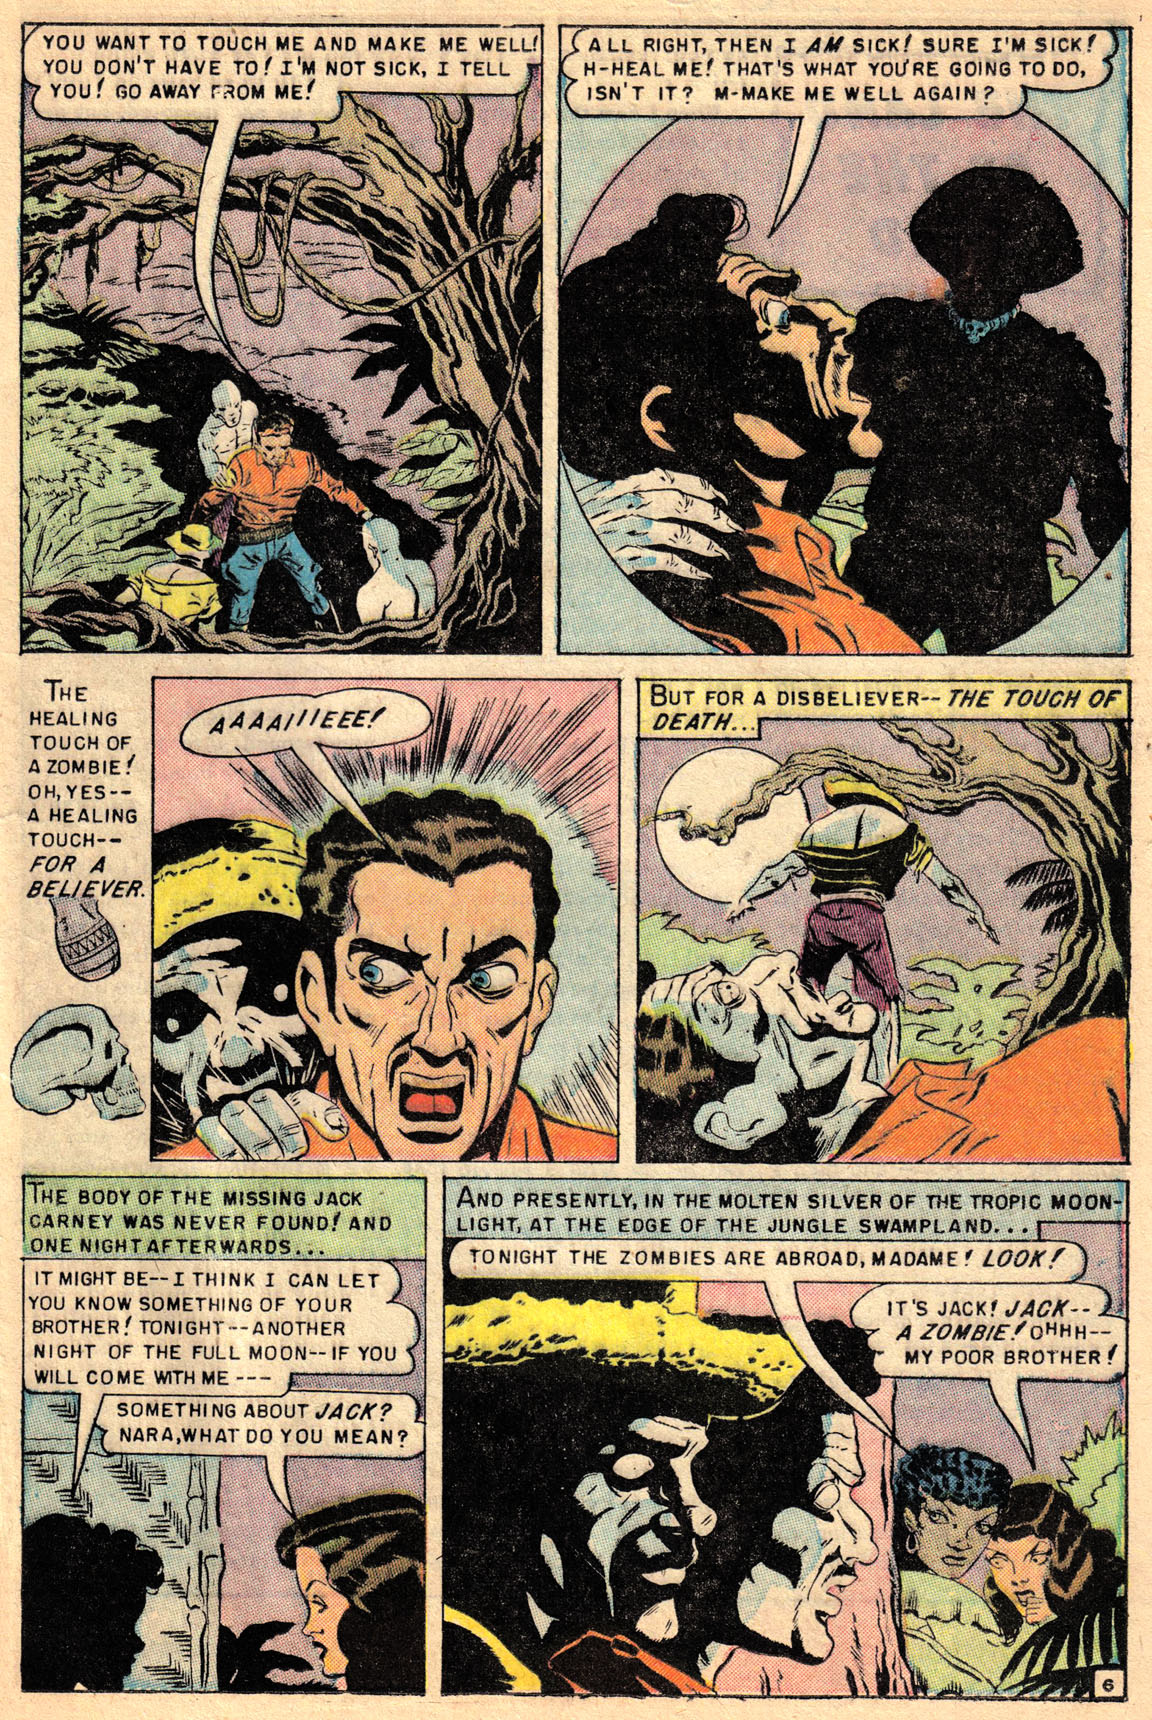 YOU WANT TO TOUCH ME AND MAKE ME WELL!
YOU DON'T HAVE TO! I'M NOT SICK, I TELL
YOU! GO AWAY FROM ME!
ALL RIGHT, THEN I AM SICK! SURE I'M SICK!
H-HEAL ME! THAT'S WHAT YOU'RE GOING TO DO,
ISN'T IT? M-MAKE ME WELL AGAIN?
THE
HEALING
TOUCH OF
A ZOMBIE!
OH, YES--
A HEALING
TOUCH--
FOR A
BELIEVER.
AAAAIIIEEE!
BUT FOR A DISBELIEVER-- THE TOUCH OF
DEATH...
THE BODY OF THE MISSING JACK
CARNEY WAS NEVER FOUND! AND
ONE NIGHT AFTERWARDS...
IT MIGHT BE--I THINK I CAN LET
YOU KNOW SOMETHING OF YOUR
BROTHER! TONIGHT--ANOTHER
NIGHT OF THE FULL MOON--IF YOU
WILL COME WITH ME ---
SOMETHING ABOUT JACK?
NARA, WHAT DO YOU MEAN?
AND PRESENTLY, IN THE MOLTEN SILVER OF THE TROPIC MOON-
LIGHT, AT THE EDGE OF THE JUNGLE SWAMPLAND...
TONIGHT THE ZOMBIES ARE ABROAD, MADAME! LOOK!
IT'S JACK! JACK--
A ZOMBIE! OHHH--
MY POOR BROTHER!
6